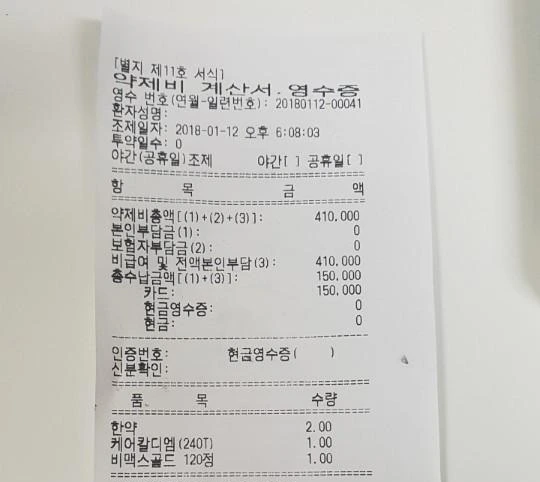 [별지 제11호 서식]
약제비 계산서.영수증
영수 번호(연월-일련번호): 20180112-00041
환자성명:
조제일자: 2018-01-12 오후 6:08:03
투약일수: 0
야간(공휴일)조제 야간[ ] 공휴일[ ]
항 목 금 액
약제비총액[(1)+(2)+(3)]: 410,000
본인부담금(1): 0
보험자부담금(2): 0
비급여 및 전액본인부담(3): 410,000
총수납금액[(1)+(3)]: 150,000
카드: 150,000
현금영수증: 0
현금: 0
인증번호: 현금영수증( )
신분확인:
품 목 수량
한약 2.00
케어칼디엠(240T) 1.00
비맥스골드 120정 1.00